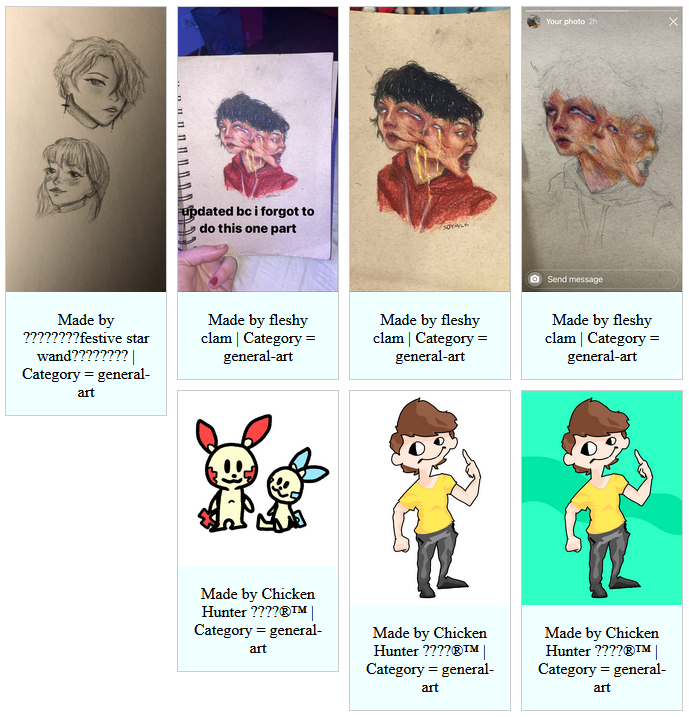 Made by
????????festive star
wand???????? |
Category = general-
art
updated bc i forgot to
do this one part
Made by fleshy
clam | Category =
general-art
SOYMILK
Made by fleshy
clam | Category =
general-art
Your photo 2h
Send message
Made by fleshy
clam | Category =
general-art
Made by Chicken
Hunter ????®™ |
Category = general-
art
Made by Chicken
Hunter ????®™ |
Category = general-
art
Made by Chicken
Hunter ????®™ |
Category = general-
art